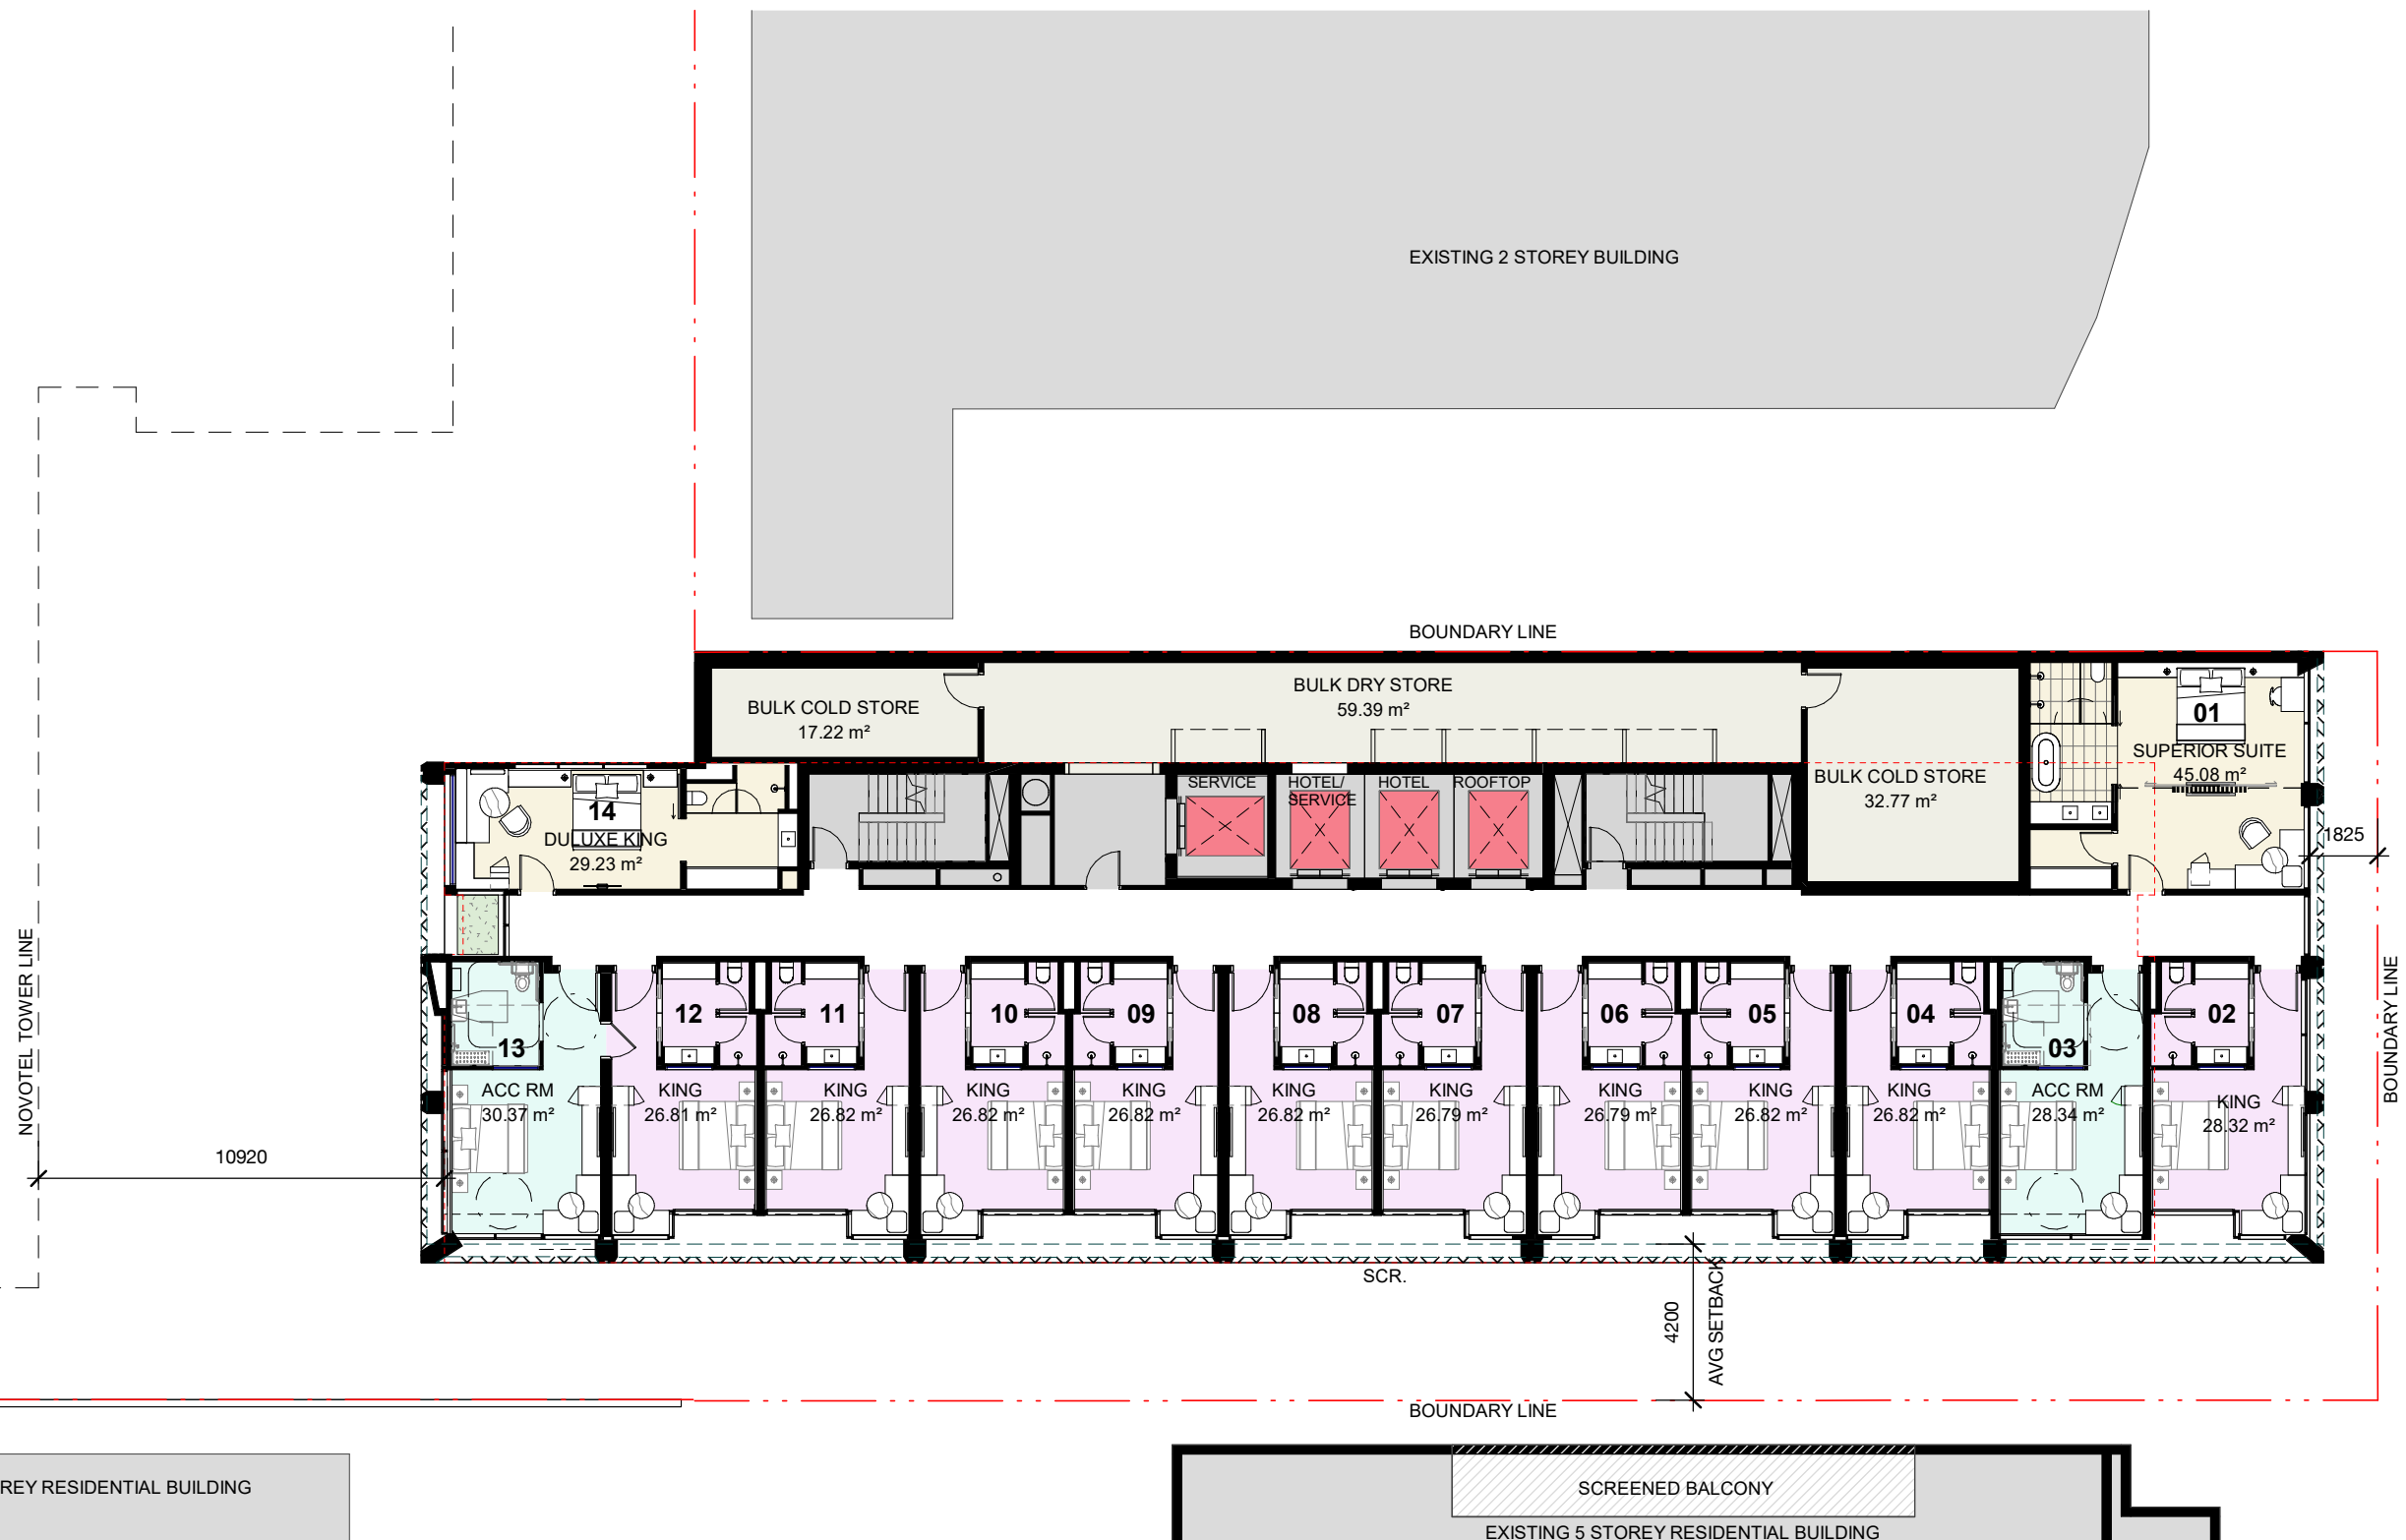 EXISTING 2 STOREY BUILDING
BOUNDARY LINE
BULK COLD STORE
17.22 m²
BULK DRY STORE
59.39 m²
BULK COLD STORE
32.77 m²
01
SUPERIOR SUITE
45.08 m²
1825
14
DULUXE KING
29.23 m²
SERVICE
HOTEL/
SERVICE
HOTEL
ROOFTOP
NOVOTEL TOWER LINE
BOUNDARY LINE
13
ACC RM
30.37 m²
12
KING
26.81 m²
11
KING
26.82 m²
10
KING
26.82 m²
09
KING
26.82 m²
08
KING
26.82 m²
07
KING
26.79 m²
06
KING
26.79 m²
05
KING
26.82 m²
04
KING
26.82 m²
03
ACC RM
28.34 m²
02
KING
28.32 m²
10920
SCR.
4200
AVG SETBACK
BOUNDARY LINE
REY RESIDENTIAL BUILDING
SCREENED BALCONY
EXISTING 5 STOREY RESIDENTIAL BUILDING